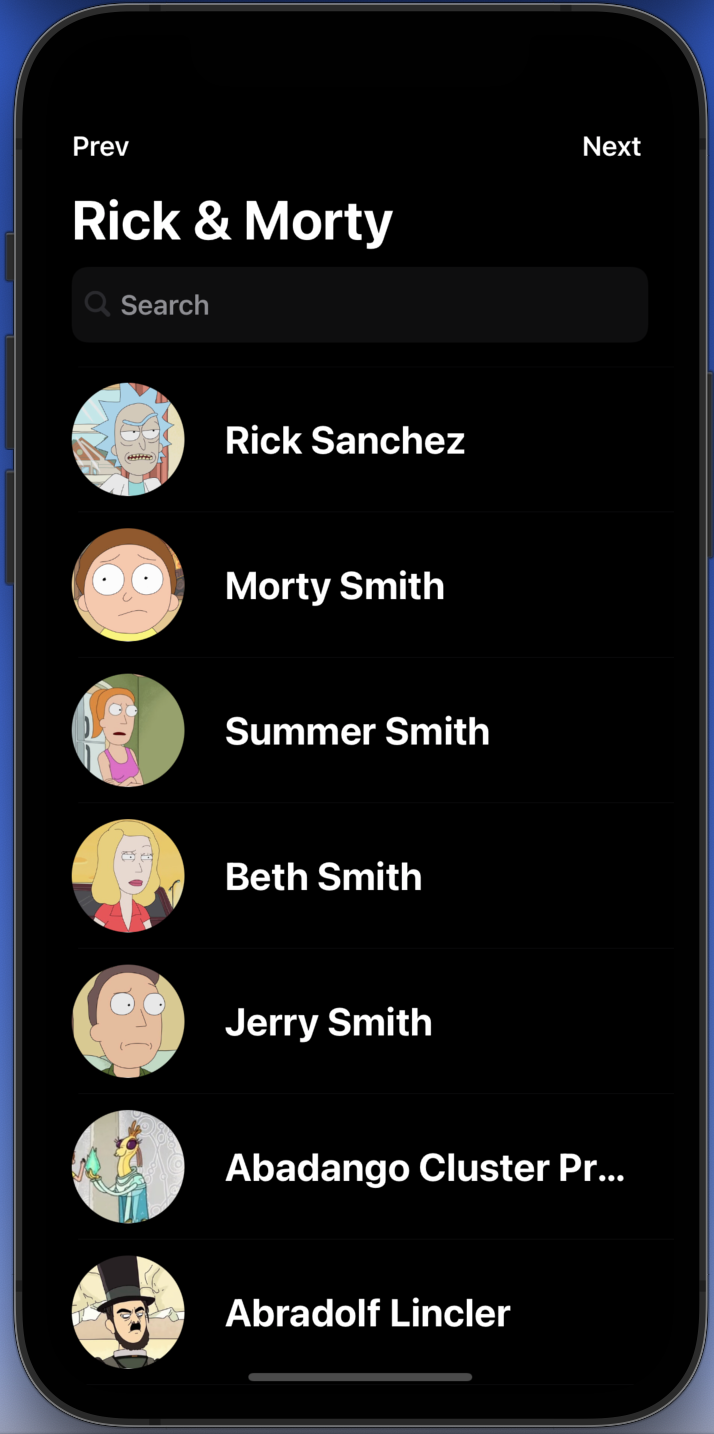 Prev
Next
Rick & Morty
Search
Rick Sanchez
Morty Smith
Summer Smith
Beth Smith
Jerry Smith
Abadango Cluster Pr...
Abradolf Lincler